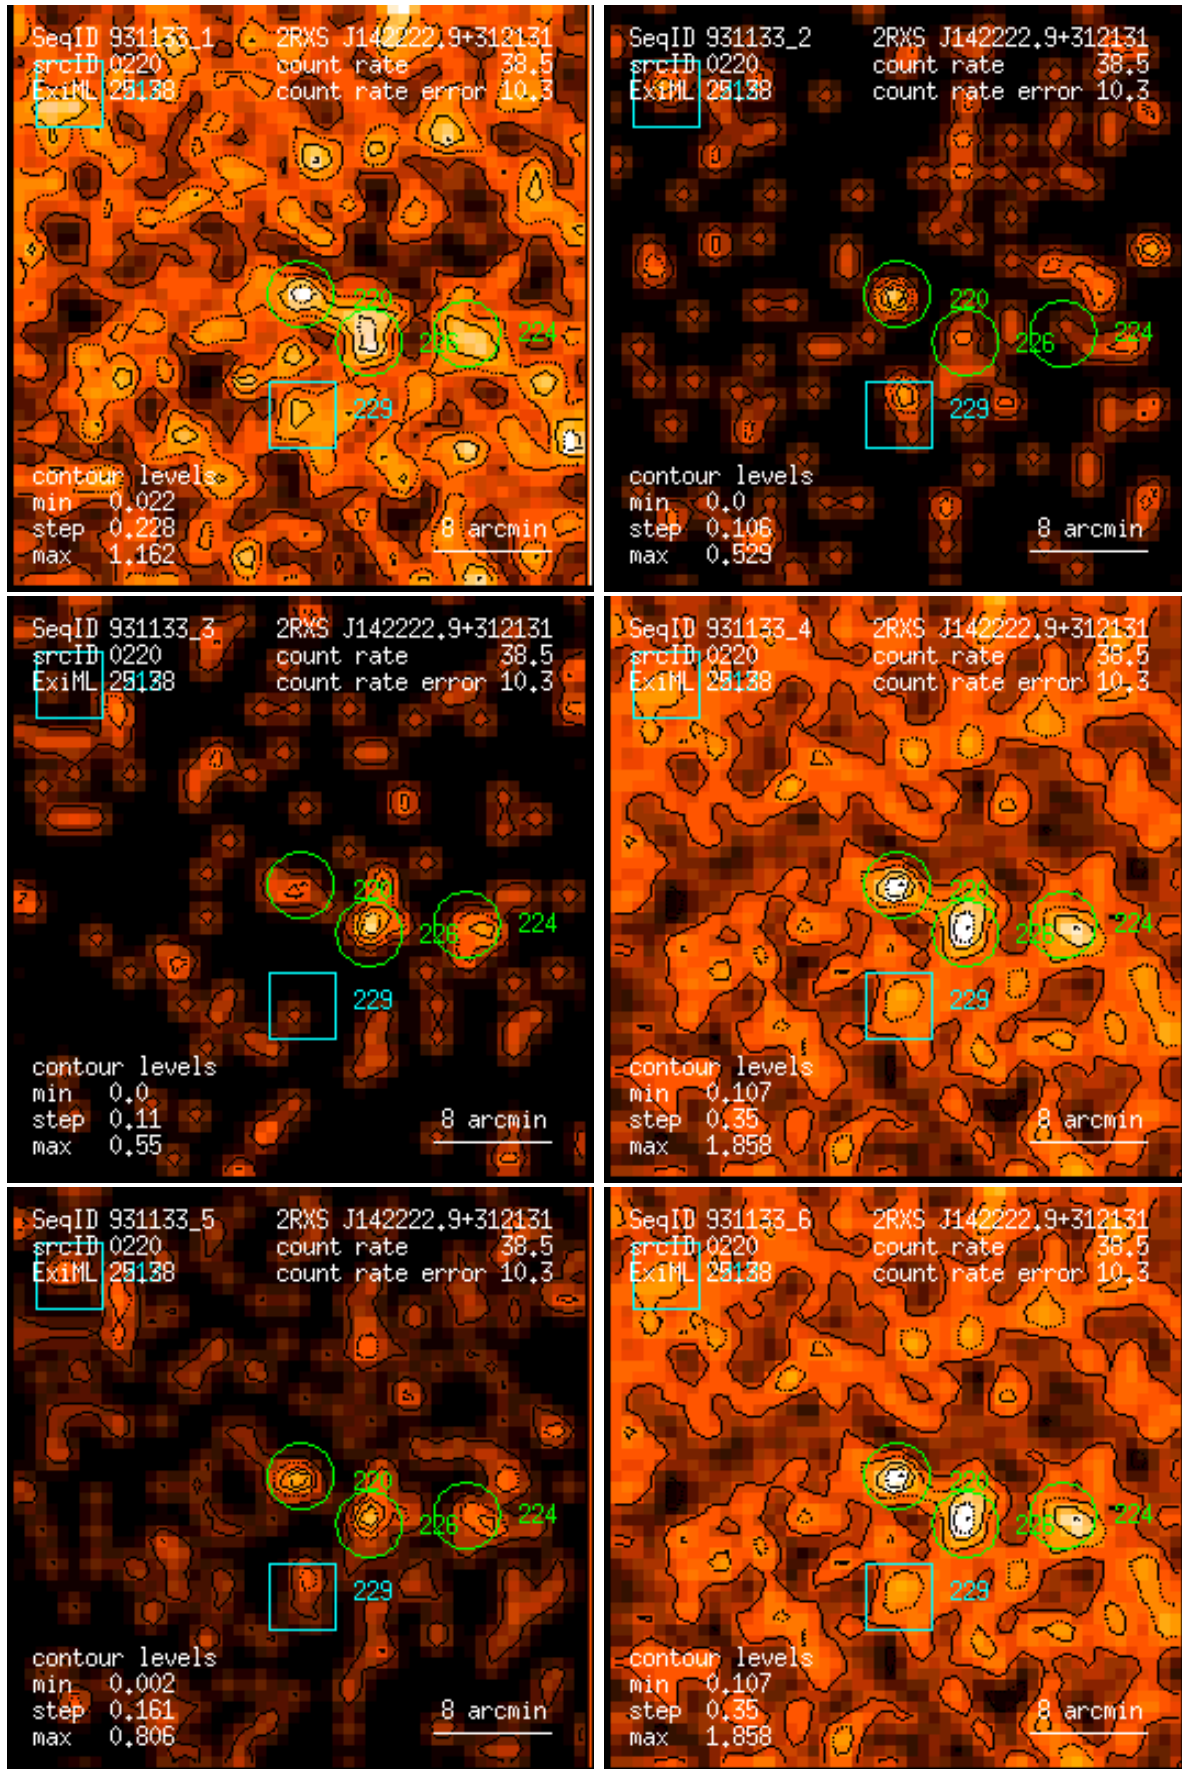 SeqID 931133_1 2RXS J142222.9+312131
srcID 0220 count rate 38.5
ExiML count rate error 10.3
220
226 224
229
contour levels
min 0.022
step 0.228 8 arcmin
max 1.162
SeqID 931133_2 2RXS J142222.9+312131
srcID 0220 count rate 38.5
ExiML count rate error 10.3
220
226 224
229
contour levels
min 0.0
step 0.106 8 arcmin
max 0.529
SeqID 931133_3 2RXS J142222.9+312131
srcID 0220 count rate 38.5
ExiML count rate error 10.3
220
226 224
229
contour levels
min 0.0
step 0.11 8 arcmin
max 0.55
SeqID 931133_4 2RXS J142222.9+312131
srcID 0220 count rate 38.5
ExiML count rate error 10.3
220
226 224
229
contour levels
min 0.107
step 0.35 8 arcmin
max 1.858
SeqID 931133_5 2RXS J142222.9+312131
srcID 0220 count rate 38.5
ExiML count rate error 10.3
220
226 224
229
contour levels
min 0.002
step 0.161 8 arcmin
max 0.806
SeqID 931133_6 2RXS J142222.9+312131
srcID 0220 count rate 38.5
ExiML count rate error 10.3
220
226 224
229
contour levels
min 0.107
step 0.35 8 arcmin
max 1.858